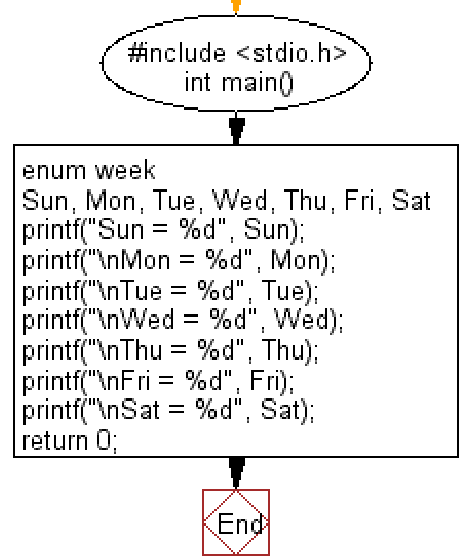 #include <stdio.h>
int main()
enum week
Sun, Mon, Tue, Wed, Thu, Fri, Sat
printf("Sun = %d", Sun);
printf("\nMon = %d", Mon);
printf("\nTue = %d", Tue);
printf("\nWed = %d", Wed);
printf("\nThu = %d", Thu);
printf("\nFri = %d", Fri);
printf("\nSat = %d", Sat);
return 0;
End